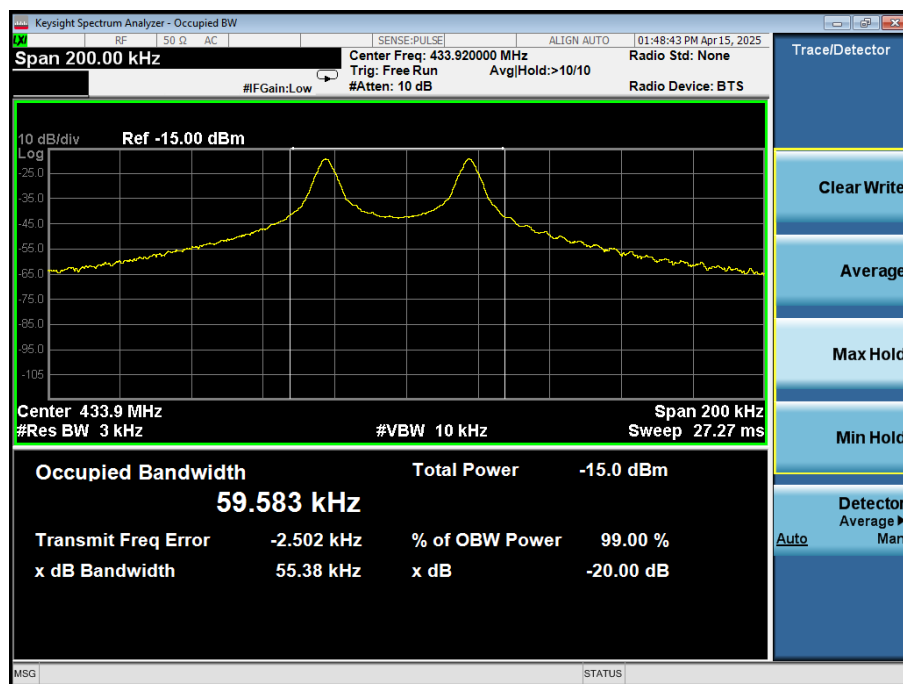 Keysight Spectrum Analyzer - Occupied BW
LXI RF 50 Ω AC SENSE:PULSE ALIGN AUTO 01:48:43 PM Apr 15, 2025
Span 200.00 kHz
Center Freq: 433.920000 MHz
Radio Std: None
Trig: Free Run Avg|Hold:>10/10
#IFGain:Low
#Atten: 10 dB
Radio Device: BTS
Trace/Detector
10 dB/div Ref -15.00 dBm
Log
-25.0
-35.0
-45.0
-55.0
-65.0
-75.0
-85.0
-95.0
-105
Center 433.9 MHz Span 200 kHz
#Res BW 3 kHz #VBW 10 kHz Sweep 27.27 ms
Occupied Bandwidth
59.583 kHz
Total Power -15.0 dBm
Transmit Freq Error -2.502 kHz % of OBW Power 99.00 %
x dB Bandwidth 55.38 kHz x dB -20.00 dB
Clear Write
Average
Max Hold
Min Hold
Detector
Average
Auto Man
MSG STATUS